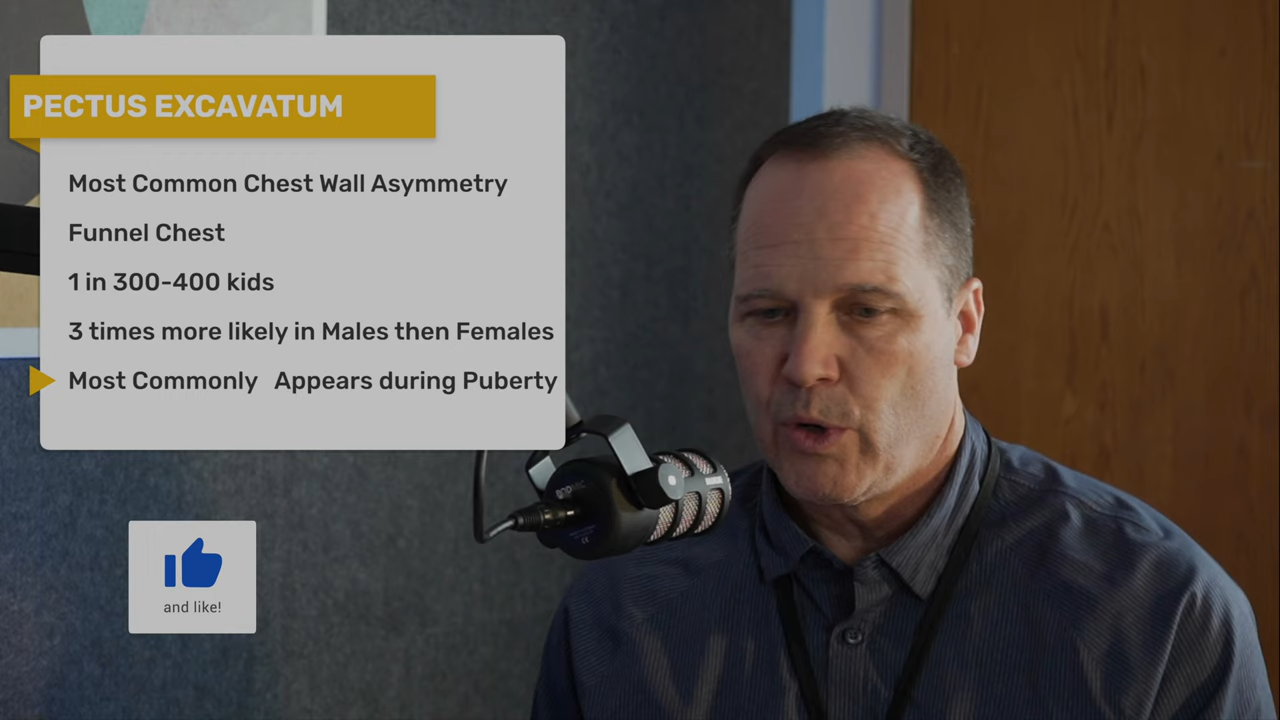 PECTUS EXCAVATUM
Most Common Chest Wall Asymmetry
Funnel Chest
1 in 300-400 kids
3 times more likely in Males then Females
Most Commonly Appears during Puberty
and like!